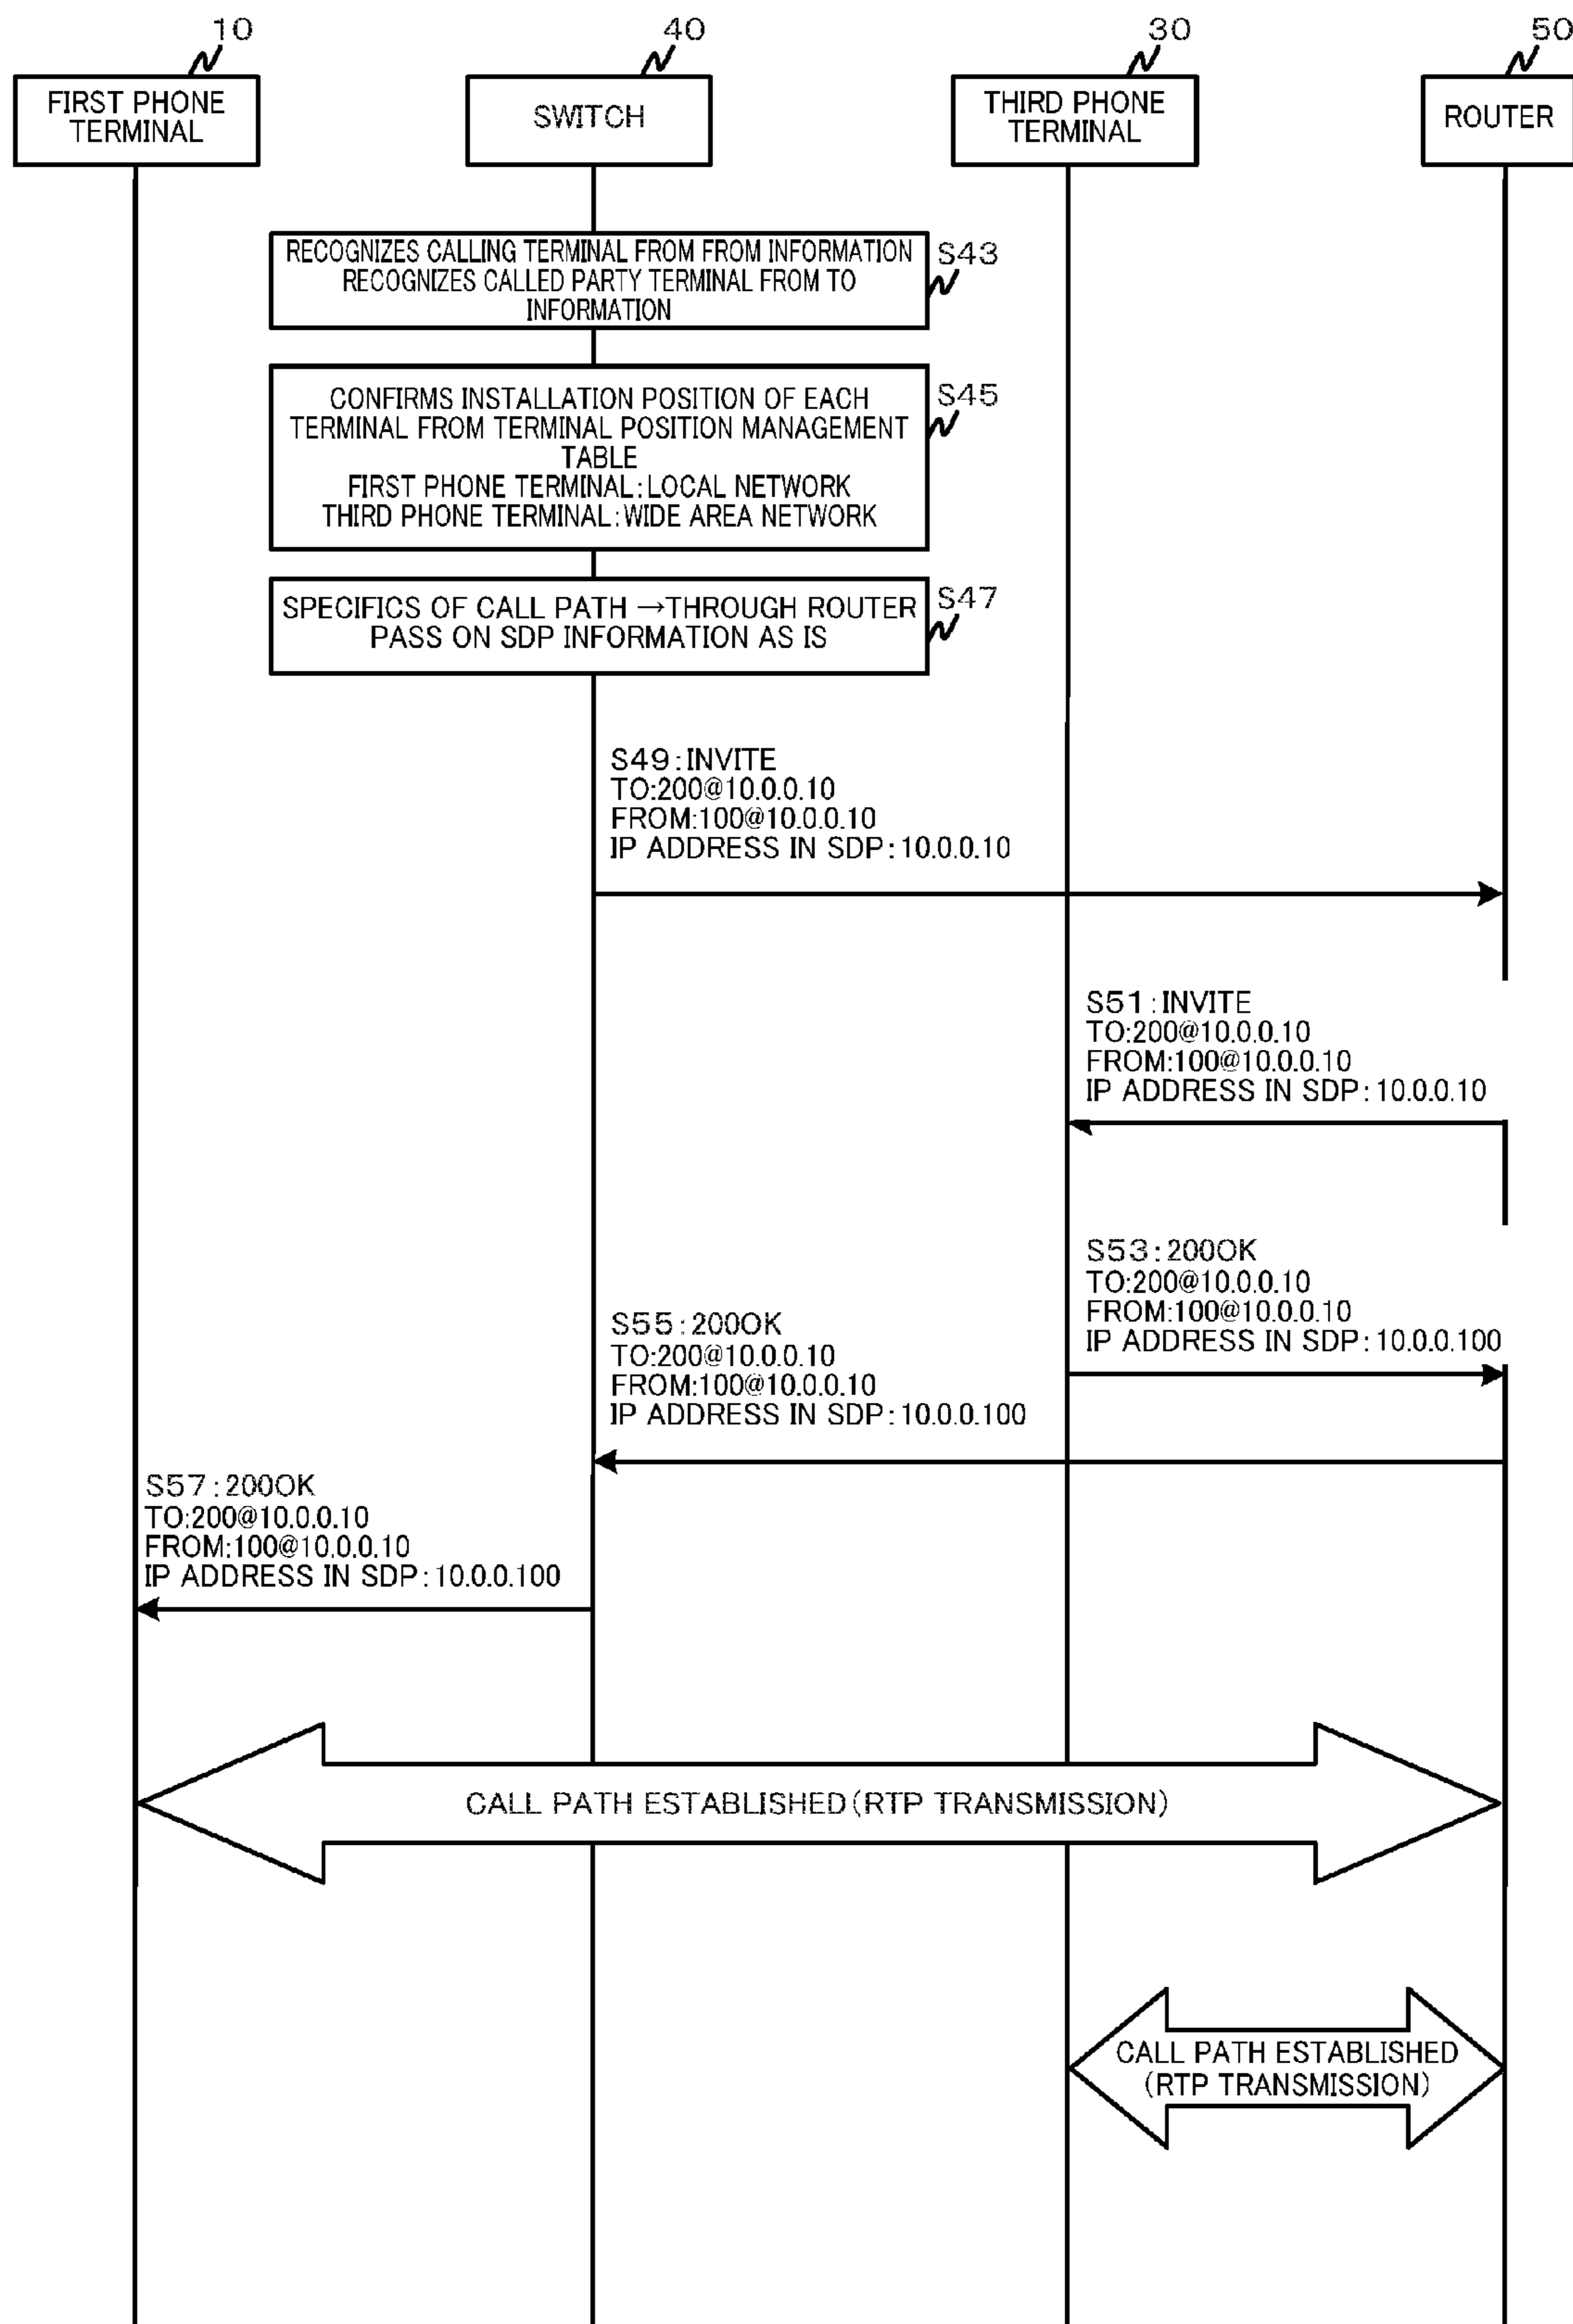 10
40
30
50
FIRST PHONE
TERMINAL
SWITCH
THIRD PHONE
TERMINAL
ROUTER
RECOGNIZES CALLING TERMINAL FROM FROM INFORMATION
RECOGNIZES CALLED PARTY TERMINAL FROM TO
INFORMATION
S43
CONFIRMS INSTALLATION POSITION OF EACH
TERMINAL FROM TERMINAL POSITION MANAGEMENT
TABLE
FIRST PHONE TERMINAL:LOCAL NETWORK
THIRD PHONE TERMINAL:WIDE AREA NETWORK
S45
SPECIFICS OF CALL PATH →THROUGH ROUTER
PASS ON SDP INFORMATION AS IS
S47
S49:INVITE
TO:200@10.0.0.10
FROM:100@10.0.0.10
IP ADDRESS IN SDP:10.0.0.10
S51:INVITE
TO:200@10.0.0.10
FROM:100@10.0.0.10
IP ADDRESS IN SDP:10.0.0.10
S53:200OK
TO:200@10.0.0.10
FROM:100@10.0.0.10
IP ADDRESS IN SDP:10.0.0.100
S55:200OK
TO:200@10.0.0.10
FROM:100@10.0.0.10
IP ADDRESS IN SDP:10.0.0.100
S57:200OK
TO:200@10.0.0.10
FROM:100@10.0.0.10
IP ADDRESS IN SDP:10.0.0.100
CALL PATH ESTABLISHED(RTP TRANSMISSION)
CALL PATH ESTABLISHED
(RTP TRANSMISSION)